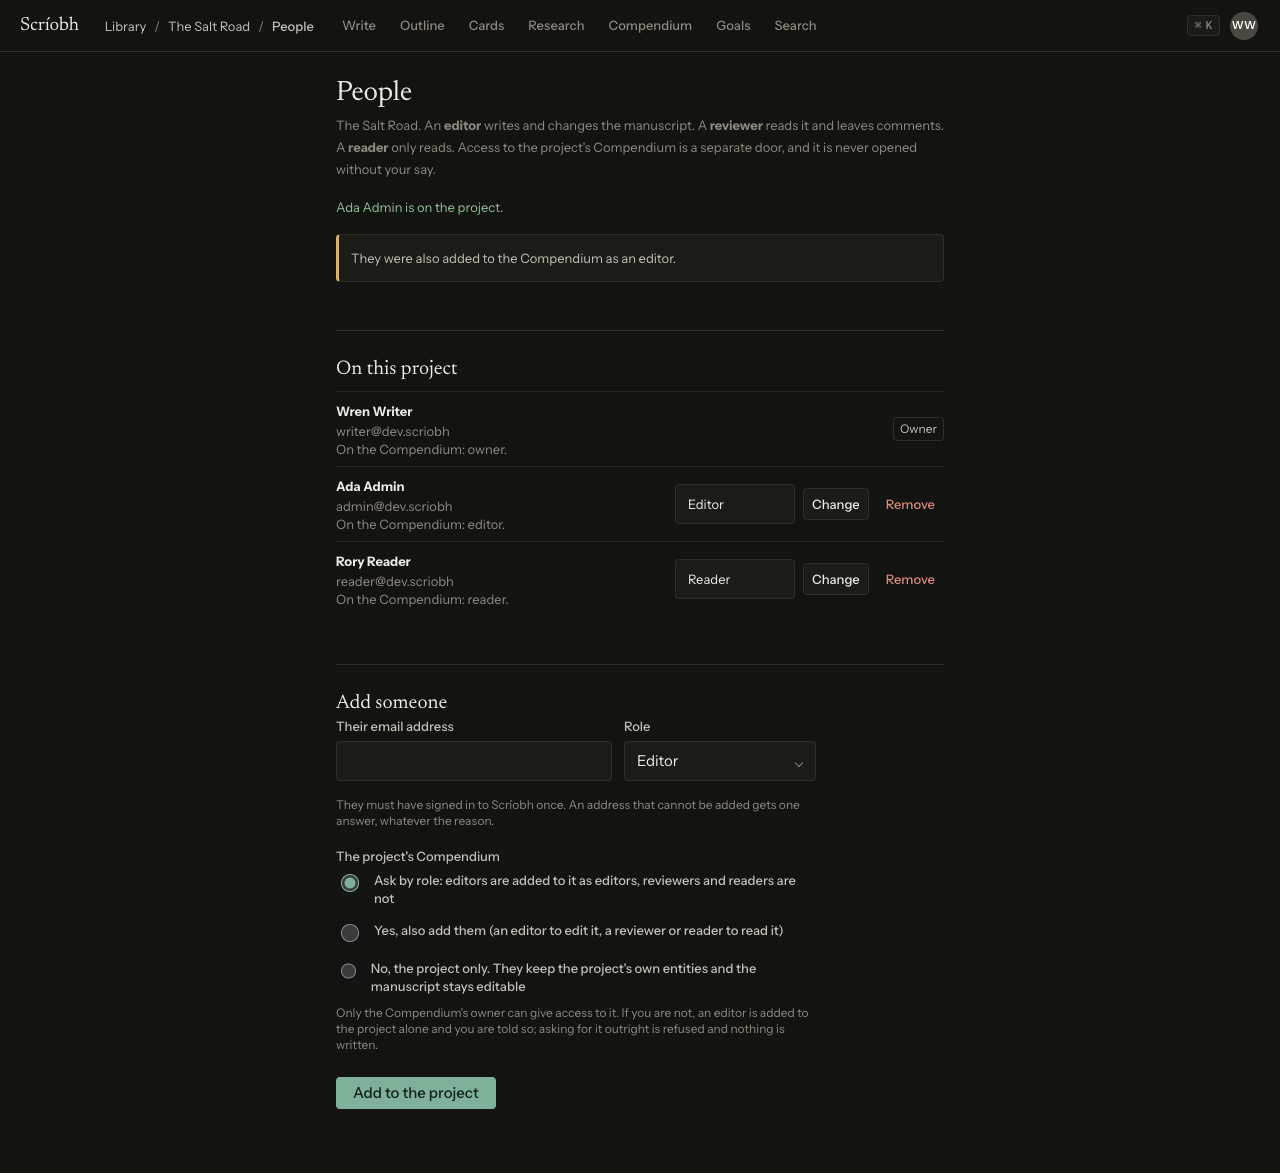 Scríobh
Library / The Salt Road / People
Write Outline Cards Research Compendium Goals Search
⌘ K
WW
People
The Salt Road. An editor writes and changes the manuscript. A reviewer reads it and leaves comments.
A reader only reads. Access to the project's Compendium is a separate door, and it is never opened
without your say.
Ada Admin is on the project.
They were also added to the Compendium as an editor.
On this project
Wren Writer
writer@dev.scriobh
On the Compendium: owner.
Owner
Ada Admin
admin@dev.scriobh
On the Compendium: editor.
Editor Change Remove
Rory Reader
reader@dev.scriobh
On the Compendium: reader.
Reader Change Remove
Add someone
Their email address Role
Editor
They must have signed in to Scríobh once. An address that cannot be added gets one
answer, whatever the reason.
The project's Compendium
Ask by role: editors are added to it as editors, reviewers and readers are
not
Yes, also add them (an editor to edit it, a reviewer or reader to read it)
No, the project only. They keep the project's own entities and the
manuscript stays editable
Only the Compendium's owner can give access to it. If you are not, an editor is added to
the project alone and you are told so; asking for it outright is refused and nothing is
written.
Add to the project